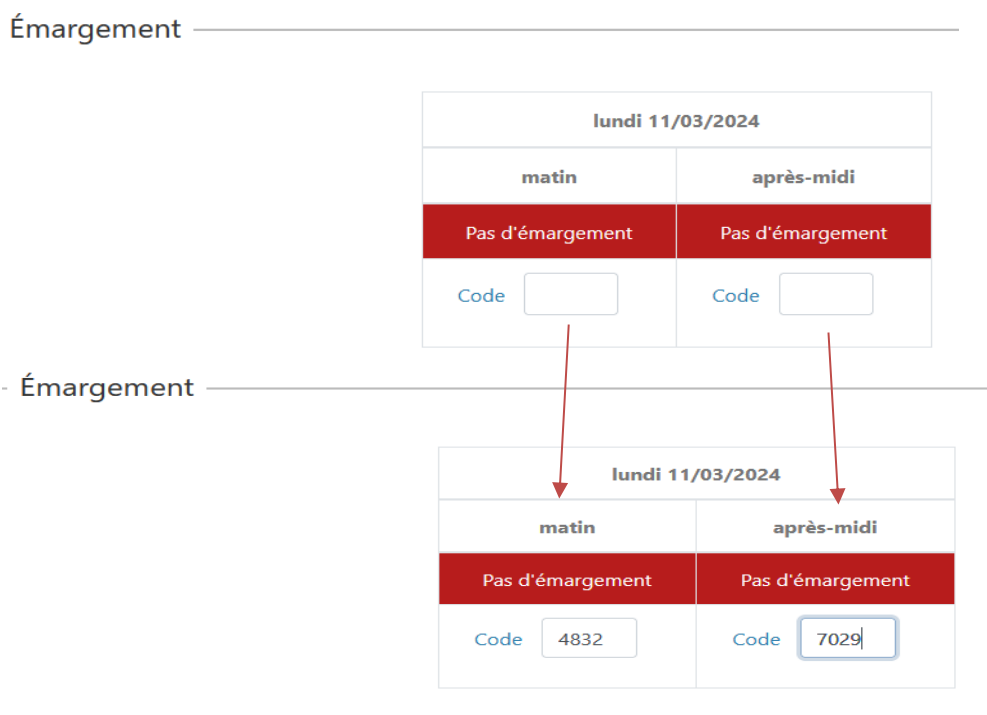 Émargement
lundi 11/03/2024
matin après-midi
Pas d'émargement Pas d'émargement
Code Code
Émargement
lundi 11/03/2024
matin après-midi
Pas d'émargement Pas d'émargement
Code 4832 Code 7029